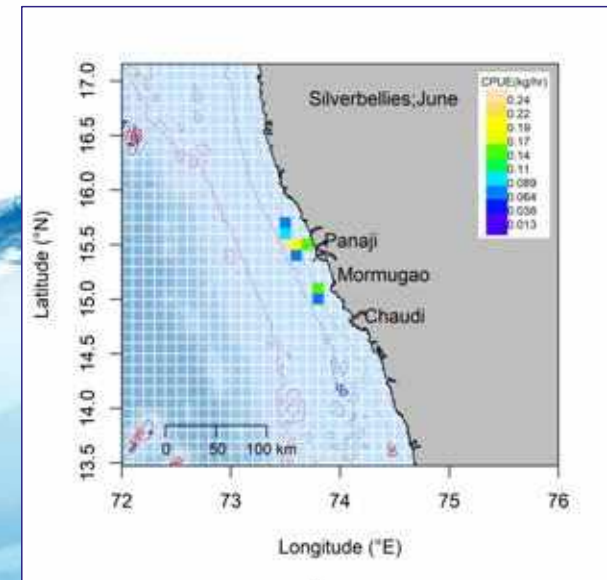 CPUE(kg/hr)
Silverbellies;June
0.24
0.22
0.19
0.17
0.14
0.11
0.089
0.064
0.038
0.013
Panaji
Mormugao
Chaudi
17.0
16.5
16.0
15.5
15.0
14.5
14.0
13.5
Latitude (°N)
0 50 100 km
72 73 74 75 76
Longitude (°E)